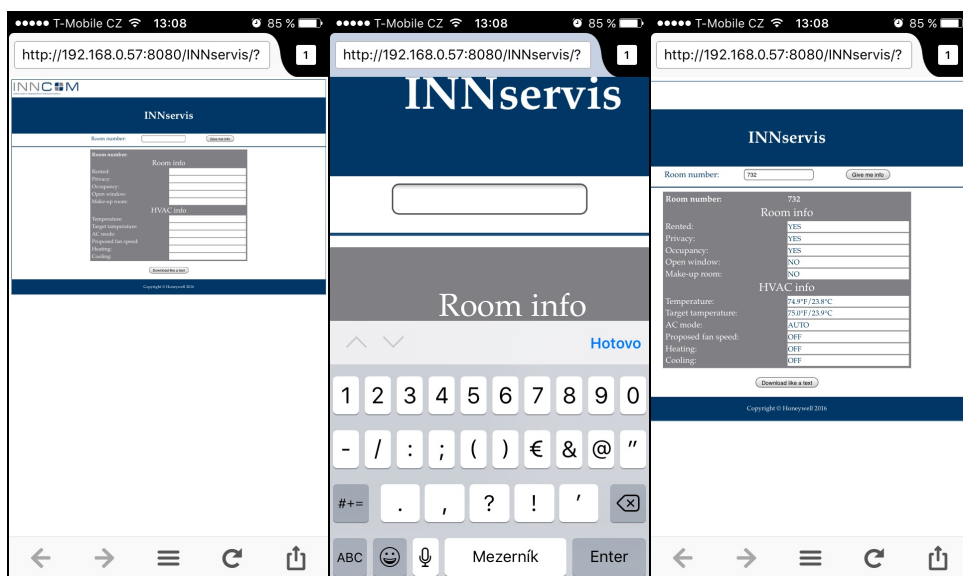 T-Mobile CZ 13:08 85 %
http://192.168.0.57:8080/INNservis/? 1
INNCOM
INNservis
Room number: Give me info
Room number:
Room info
Rented:
Privacy:
Occupancy:
Open window:
Make-up room:
HVAC info
Temperature:
Target tamperature:
AC mode:
Proposed fan speed:
Heating:
Cooling:
Download like a text
Copyright © Honeywell 2016
T-Mobile CZ 13:08 85 %
http://192.168.0.57:8080/INNservis/? 1
INNservis
Room info
Hotovo
1 2 3 4 5 6 7 8 9 0
- / : ; ( ) € & @ "
#+= . , ? ! '
ABC Mezerník Enter
T-Mobile CZ 13:08 85 %
http://192.168.0.57:8080/INNservis/? 1
INNservis
Room number: 732 Give me info
Room number: 732
Room info
Rented: YES
Privacy: YES
Occupancy: YES
Open window: NO
Make-up room: NO
HVAC info
Temperature: 74.9°F/23.8°C
Target tamperature: 75.0°F/23.9°C
AC mode: AUTO
Proposed fan speed: OFF
Heating: OFF
Cooling: OFF
Download like a text
Copyright © Honeywell 2016